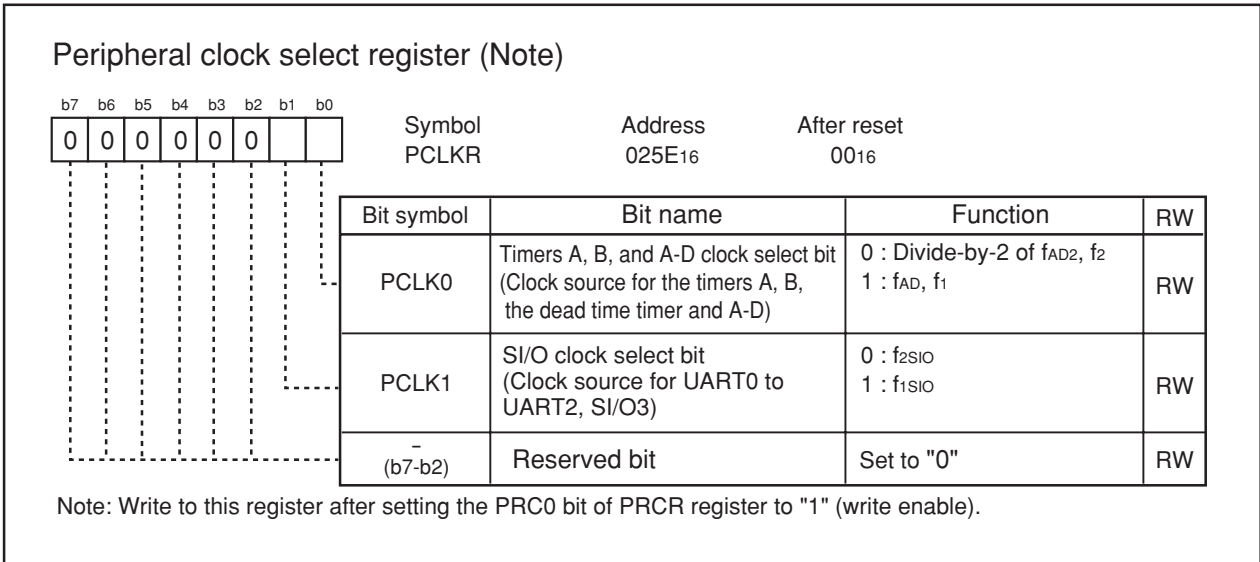 Peripheral clock select register (Note)
b7 b6 b5 b4 b3 b2 b1 b0
0 0 0 0 0 0
Symbol Address After reset
PCLKR 025E16 0016
Bit symbol Bit name Function RW
PCLK0 Timers A, B, and A-D clock select bit 0 : Divide-by-2 of fAD2, f2
(Clock source for the timers A, B, 1 : fAD, f1 RW
the dead time timer and A-D)
PCLK1 SI/O clock select bit 0 : f2SIO
(Clock source for UART0 to 1 : f1SIO RW
UART2, SI/O3)
– Reserved bit Set to "0" RW
(b7-b2)
Note: Write to this register after setting the PRC0 bit of PRCR register to "1" (write enable).